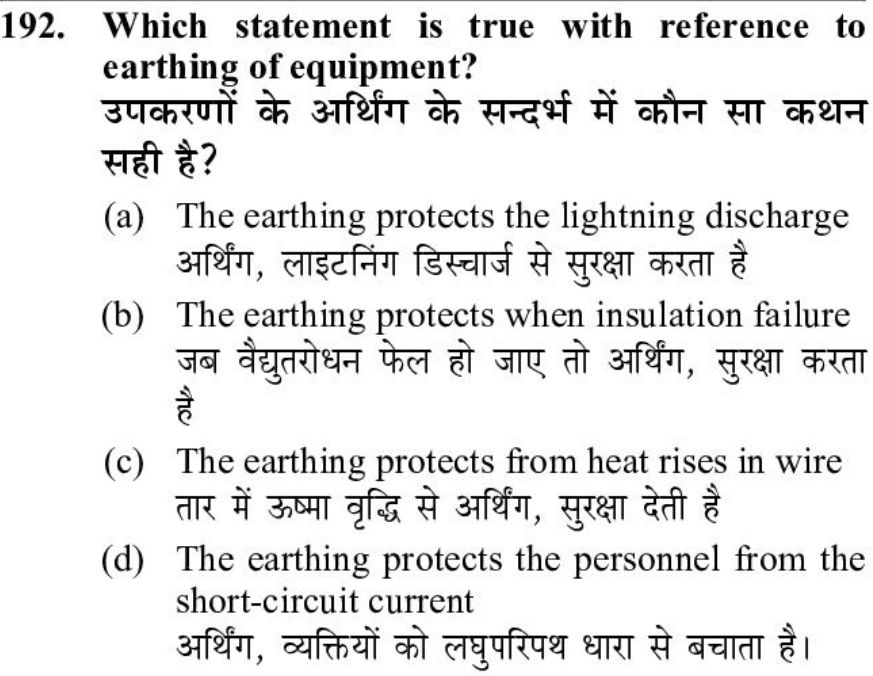 192. Which statement is true with reference to
earthing of equipment?
उपकरणों के अर्थिंग के सन्दर्भ में कौन सा कथन
सही है?
(a) The earthing protects the lightning discharge
अर्थिंग, लाइटनिंग डिस्चार्ज से सुरक्षा करता है
(b) The earthing protects when insulation failure
जब वैद्युतरोधन फेल हो जाए तो अर्थिंग, सुरक्षा करता
है
(c) The earthing protects from heat rises in wire
तार में ऊष्मा वृद्धि से अर्थिंग, सुरक्षा देती है
(d) The earthing protects the personnel from the
short-circuit current
अर्थिंग, व्यक्तियों को लघुपरिपथ धारा से बचाता है।